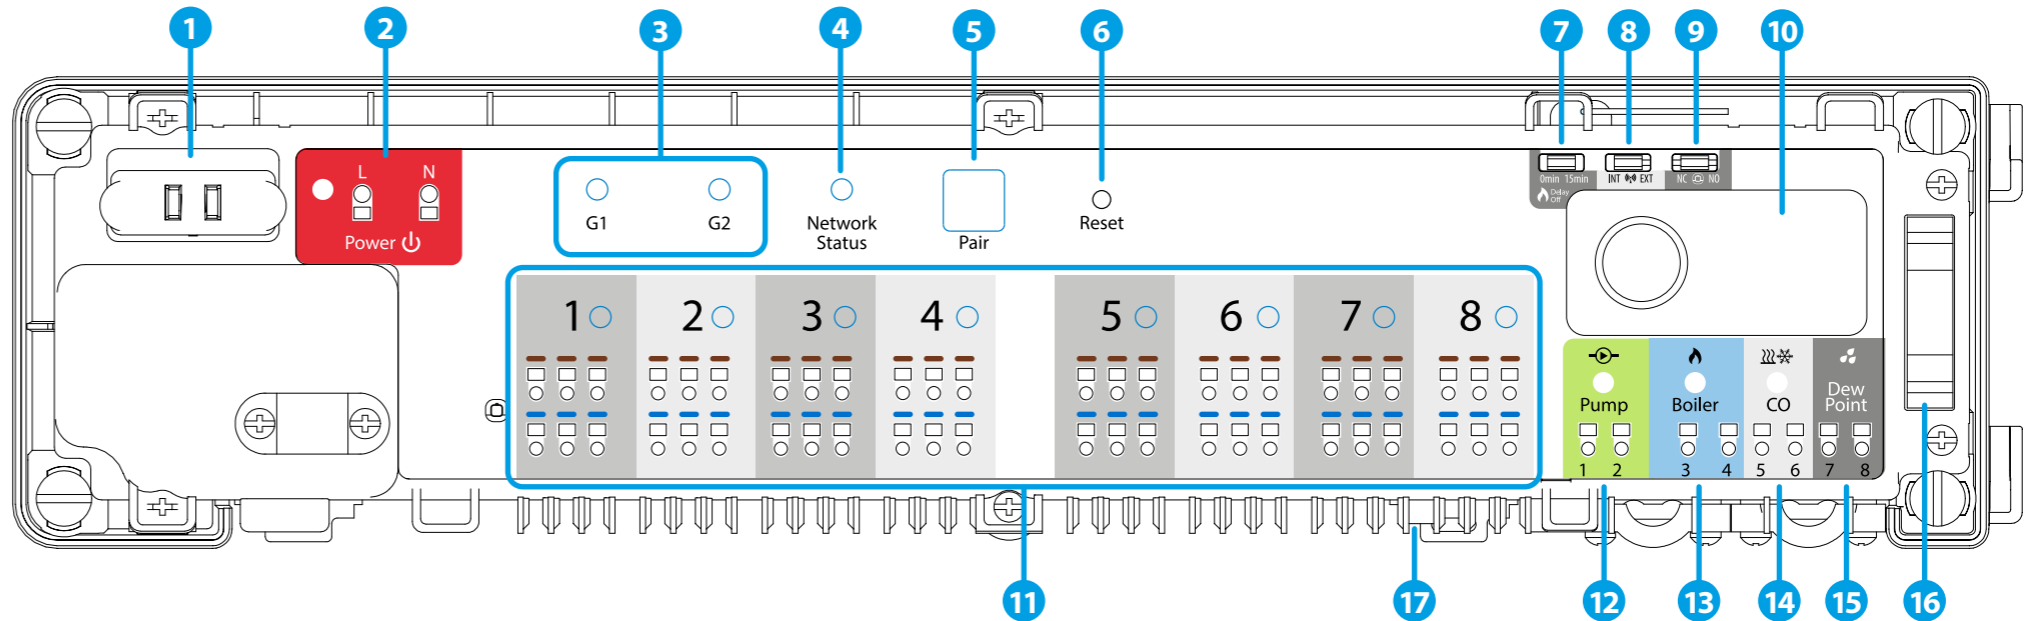 1 2 3 4 5 6 7 8 9 10
L N
Power
G1 G2
Network
Status
Pair
Reset
0min 15min
Delay
Off
INT EXT
NC NO
1 2 3 4 5 6 7 8
Pump
Boiler
CO
Dew
Point
1 2 3 4 5 6 7 8
11 17 12 13 14 15 16